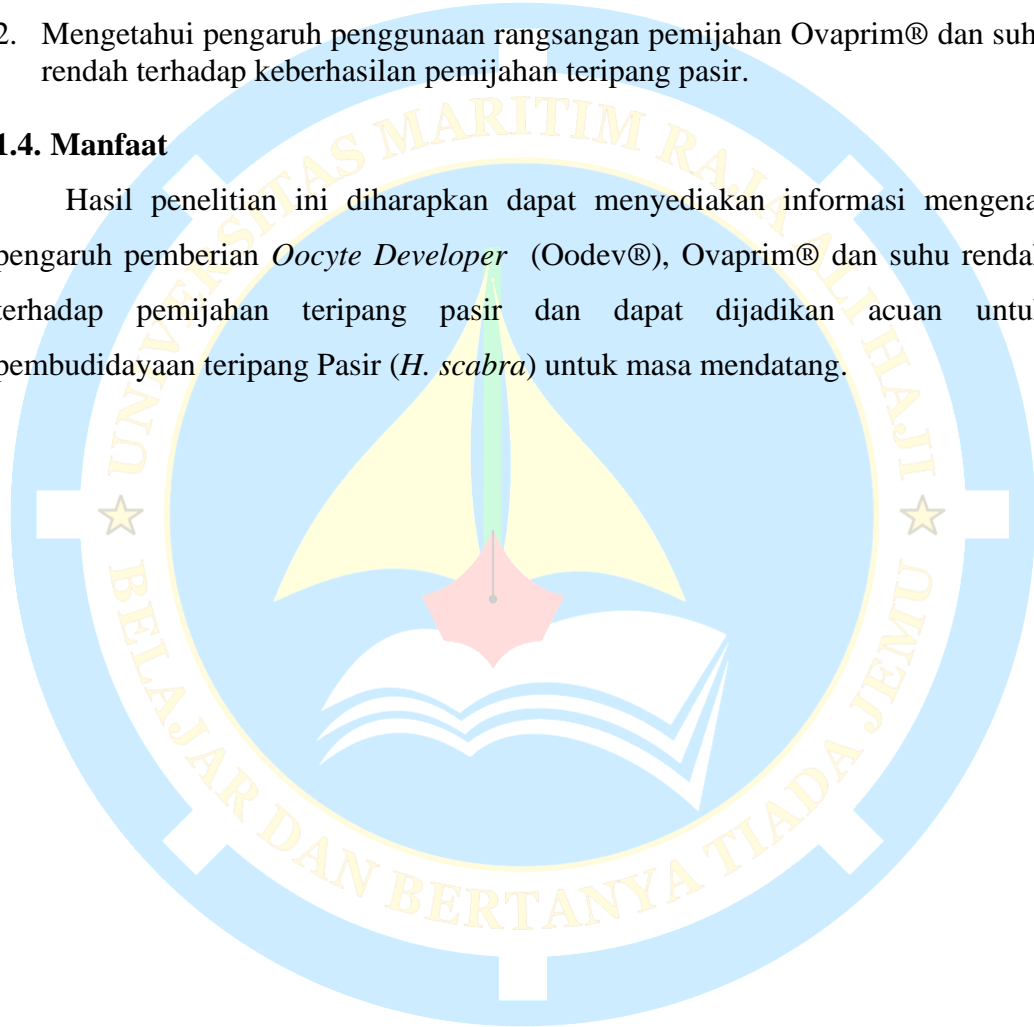 2. Mengetahui pengaruh penggunaan rangsangan pemijahan Ovaprim® dan suh
rendah terhadap keberhasilan pemijahan teripang pasir.
1.4. Manfaat
Hasil penelitian ini diharapkan dapat menyediakan informasi mengena
pengaruh pemberian Oocyte Developer (Oodev®), Ovaprim® dan suhu rendah
terhadap pemijahan teripang pasir dan dapat dijadikan acuan untu
pembudidayaan teripang Pasir (H. scabra) untuk masa mendatang.
UNIVERSITAS MARITIM RAJA ALI HAJI
BELAJAR DAN BERTANYA TIADA JEMU